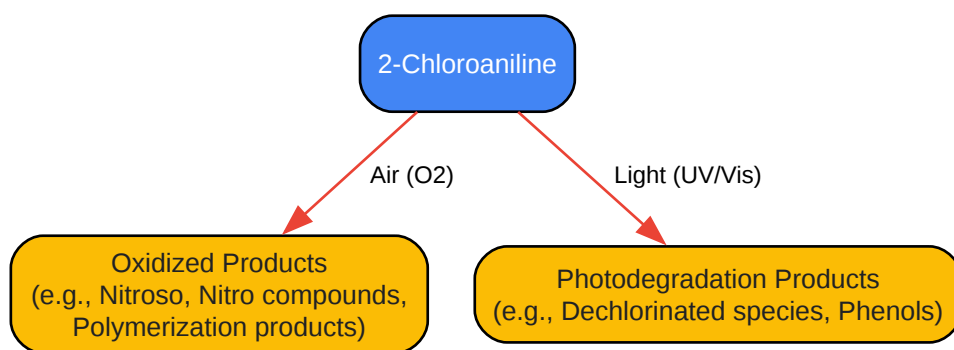 2-Chloroaniline
Air (O2)
Light (UV/Vis)
Oxidized Products
(e.g., Nitroso, Nitro compounds,
Polymerization products)
Photodegradation Products
(e.g., Dechlorinated species, Phenols)